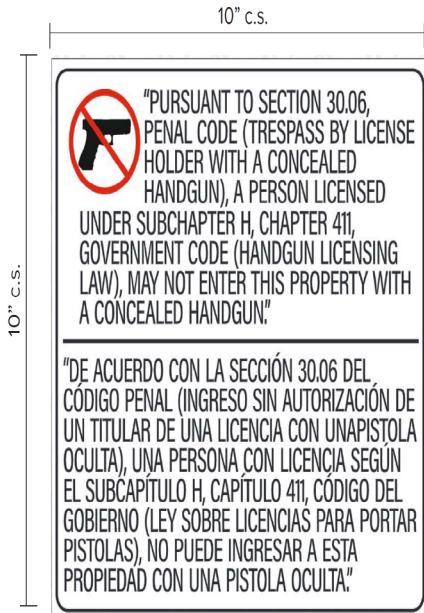 10” c.s.
10” c.s.
“PURSUANT TO SECTION 30.06,
PENAL CODE (TRESPASS BY LICENSE
HOLDER WITH A CONCEALED
HANDGUN), A PERSON LICENSED
UNDER SUBCHAPTER H, CHAPTER 411,
GOVERNMENT CODE (HANDGUN LICENSING
LAW), MAY NOT ENTER THIS PROPERTY WITH
A CONCEALED HANDGUN.”
“DE ACUERDO CON LA SECCIÓN 30.06 DEL
CÓDIGO PENAL (INGRESO SIN AUTORIZACIÓN DE
UN TITULAR DE UNA LICENCIA CON UNAPISTOLA
OCULTA), UNA PERSONA CON LICENCIA SEGÚN
EL SUBCAPÍTULO H, CAPÍTULO 411, CÓDIGO DEL
GOBIERNO (LEY SOBRE LICENCIAS PARA PORTAR
PISTOLAS), NO PUEDE INGRESAR A ESTA
PROPIEDAD CON UNA PISTOLA OCULTA.”